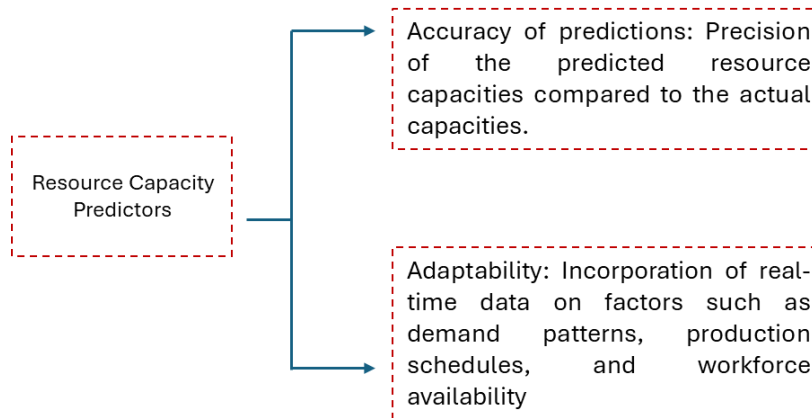 Resource Capacity
Predictors
Accuracy of predictions: Precision
of the predicted resource
capacities compared to the actual
capacities.
Adaptability: Incorporation of real-
time data on factors such as
demand patterns, production
schedules, and workforce
availability